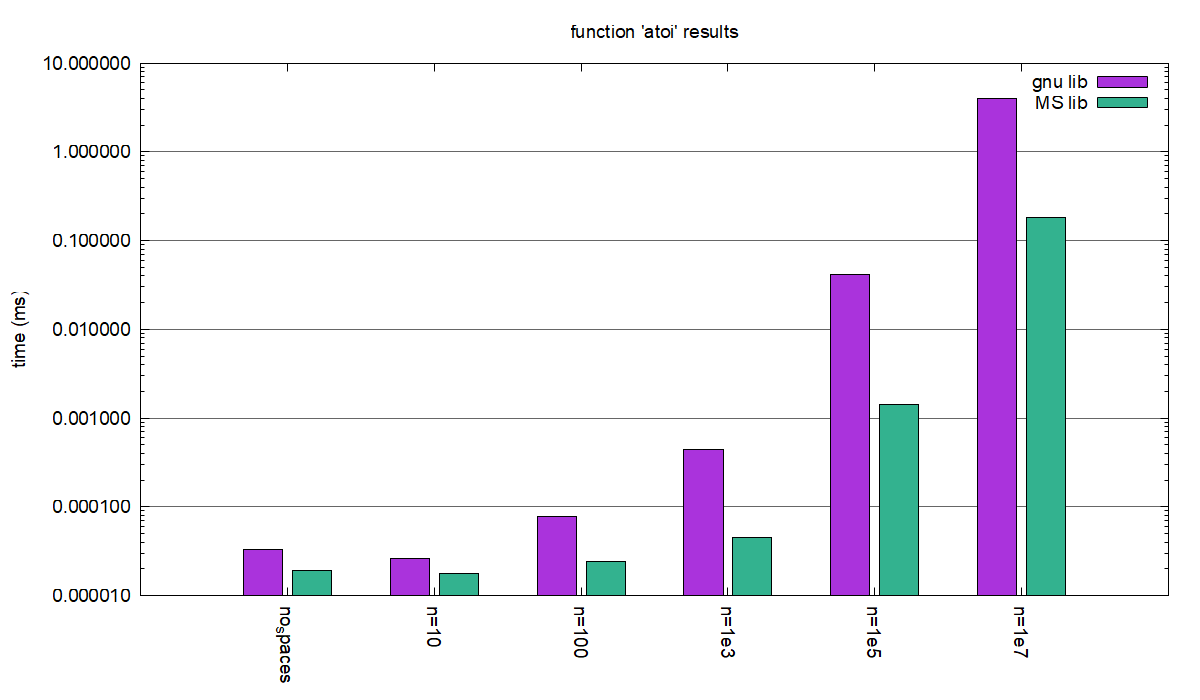 function 'atoi' results
10.000000
1.000000
0.100000
0.010000
0.001000
0.000100
0.000010
time (ms)
gnu lib
MS lib
nospaces
n=10
n=100
n=1e3
n=1e5
n=1e7